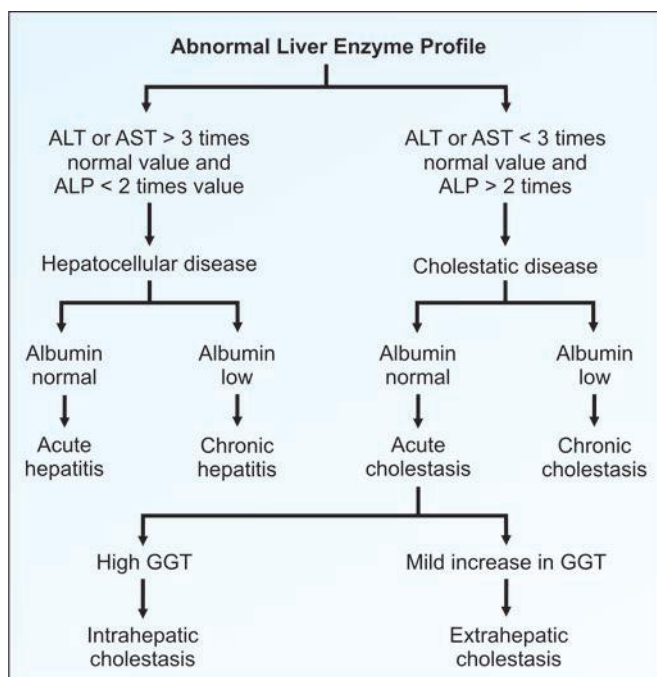 Abnormal Liver Enzyme Profile
ALT or AST > 3 times
normal value and
ALP < 2 times value
ALT or AST < 3 times
normal value and
ALP > 2 times
Hepatocellular disease
Cholestatic disease
Albumin
normal
Albumin
low
Albumin
normal
Albumin
low
Acute
hepatitis
Chronic
hepatitis
Acute
cholestasis
Chronic
cholestasis
High GGT
Mild increase in GGT
Intrahepatic
cholestasis
Extrahepatic
cholestasis